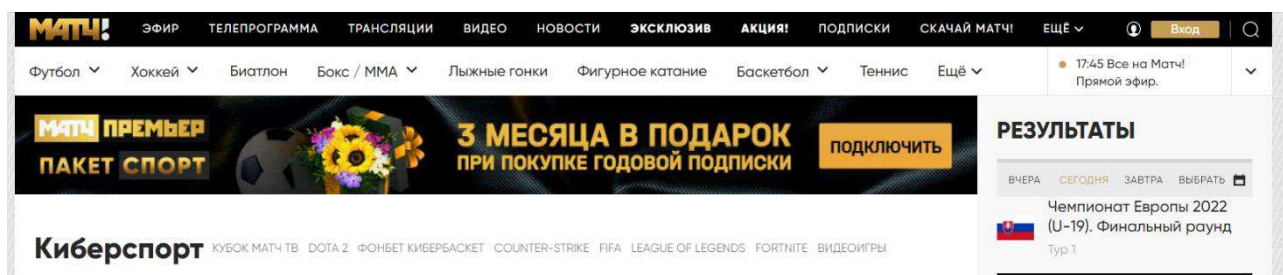 МАТЧ! ЭФИР ТЕЛЕПРОГРАММА ТРАНСЛЯЦИИ ВИДЕО НОВОСТИ ЭКСКЛЮЗИВ АКЦИЯ! ПОДПИСКИ СКАЧАЙ МАТЧ! ЕЩЁ Вход
Футбол Хоккей Биатлон Бокс / ММА Лыжные гонки Фигурное катание Баскетбол Теннис Ещё
17:45 Все на Матч!
Прямой эфир.
МАТЧ ПРЕМЬЕР
ПАКЕТ СПОРТ
3 МЕСЯЦА В ПОДАРОК
ПРИ ПОКУПКЕ ГОДОВОЙ ПОДПИСКИ
ПОДКЛЮЧИТЬ
РЕЗУЛЬТАТЫ
ВЧЕРА СЕГОДНЯ ЗАВТРА ВЫБРАТЬ
Чемпионат Европы 2022
(U-19). Финальный раунд
Тур 1
Киберспорт КУБОК МАТЧ ТВ DOTA 2 ФОНБЕТ КИБЕРБАСКЕТ COUNTER-STRIKE FIFA LEAGUE OF LEGENDS FORTNITE ВИДЕОИГРЫ